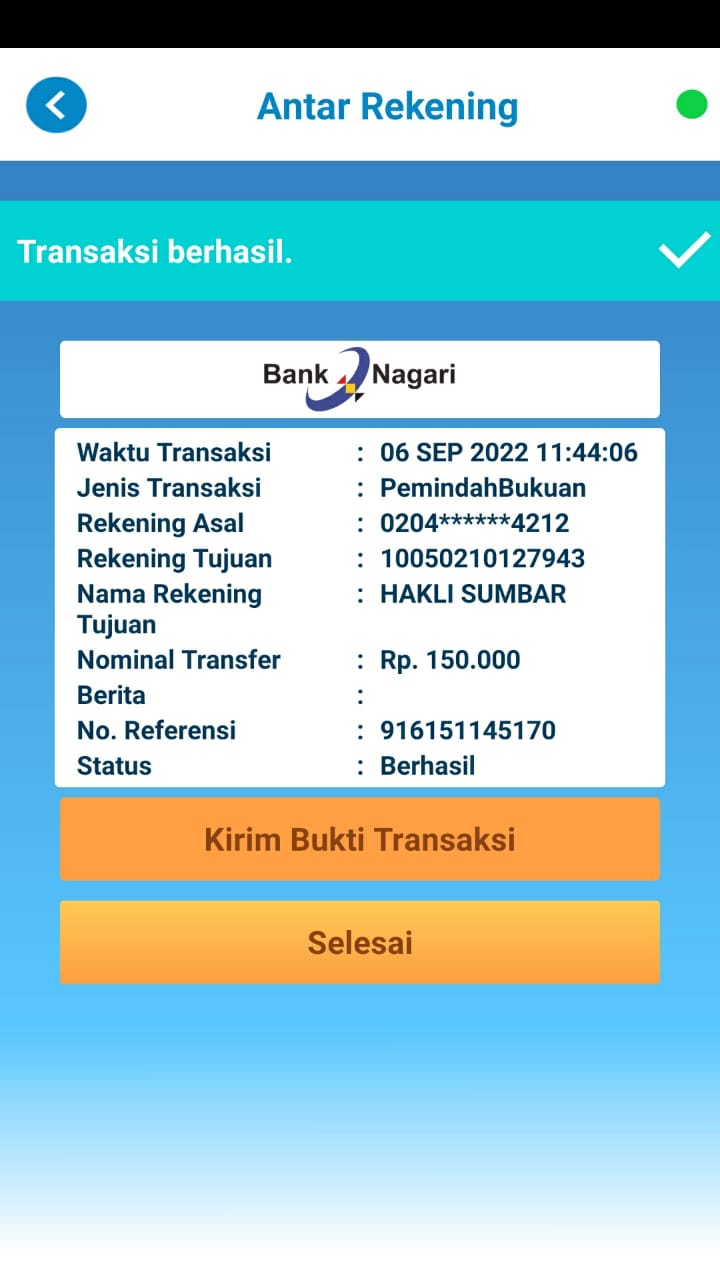 Antar Rekening
Transaksi berhasil.
Bank Nagari
Waktu Transaksi : 06 SEP 2022 11:44:06
Jenis Transaksi : PemindahBukuan
Rekening Asal : 0204******4212
Rekening Tujuan : 10050210127943
Nama Rekening : HAKLI SUMBAR
Tujuan
Nominal Transfer : Rp. 150.000
Berita :
No. Referensi : 916151145170
Status : Berhasil
Kirim Bukti Transaksi
Selesai